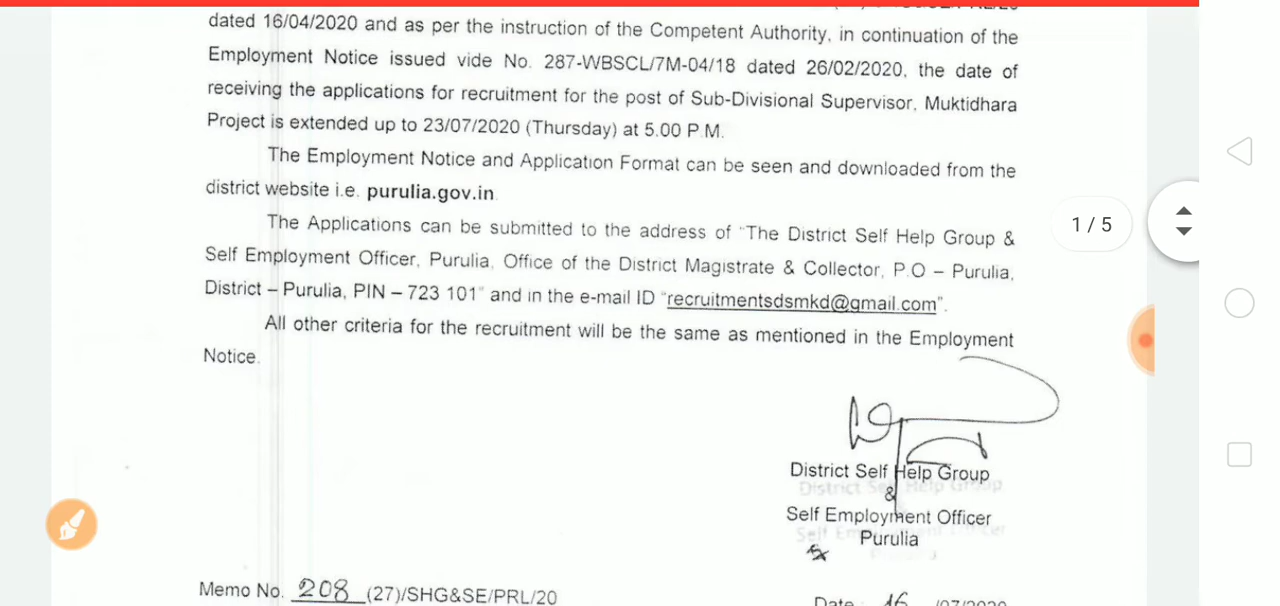 dated 16/04/2020 and as per the instruction of the Competent Authority, in continuation of the
Employment Notice issued vide No. 287-WBSCL/7M-04/18 dated 26/02/2020, the date of
receiving the applications for recruitment for the post of Sub-Divisional Supervisor, Muktidhara
Project is extended up to 23/07/2020 (Thursday) at 5.00 P.M.
The Employment Notice and Application Format can be seen and downloaded from the
district website i.e. purulia.gov.in.
1 / 5
The Applications can be submitted to the address of "The District Self Help Group &
Self Employment Officer, Purulia, Office of the District Magistrate & Collector, P.O – Purulia,
District – Purulia, PIN – 723 101" and in the e-mail ID "recruitmentsdsmkd@gmail.com".
All other criteria for the recruitment will be the same as mentioned in the Employment
Notice.
District Self Help Group
&
Self Employment Officer
Purulia
Memo No. 208 (27)/SHG&SE/PRL/20
Date : 16 /07/2020